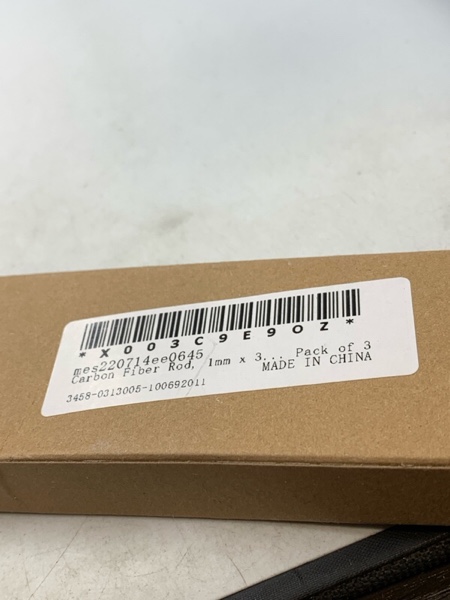 *X003C9E9OZ*
mes220714ee0645
Carbon Fiber Rod, 1mm x 3... Pack of 3
MADE IN CHINA
3458-0313005-100692011